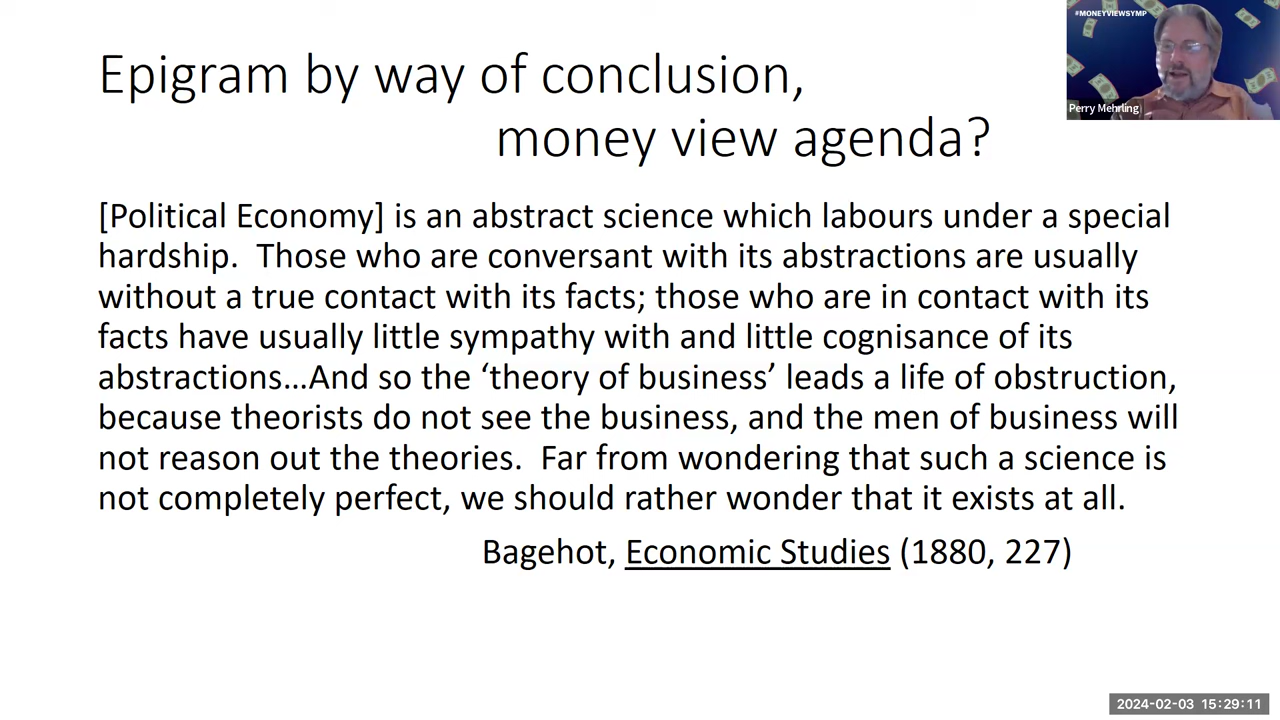 #MONEYVIEWSYMP
Perry Mehrling
Epigram by way of conclusion,
money view agenda?
[Political Economy] is an abstract science which labours under a special
hardship.  Those who are conversant with its abstractions are usually
without a true contact with its facts; those who are in contact with its
facts have usually little sympathy with and little cognisance of its
abstractions…And so the ‘theory of business’ leads a life of obstruction,
because theorists do not see the business, and the men of business will
not reason out the theories.  Far from wondering that such a science is
not completely perfect, we should rather wonder that it exists at all.
Bagehot, Economic Studies (1880, 227)
2024-02-03 15:29:11